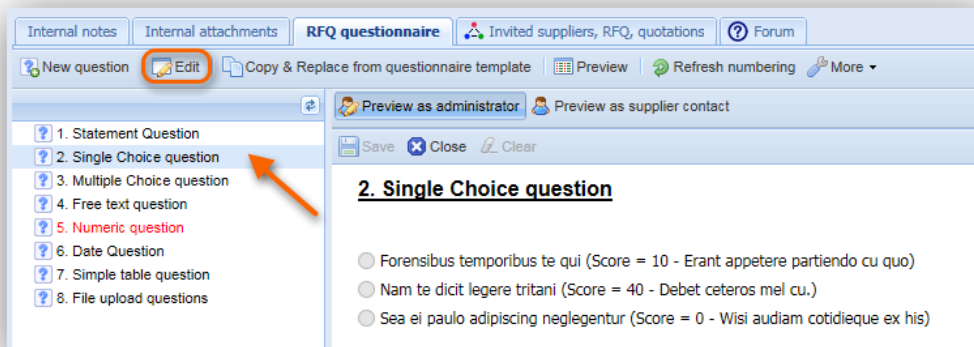 Internal notes Internal attachments RFQ questionnaire Invited suppliers, RFQ, quotations Forum
New question Edit Copy & Replace from questionnaire template Preview Refresh numbering More
Preview as administrator Preview as supplier contact
1. Statement Question
2. Single Choice question
3. Multiple Choice question
4. Free text question
5. Numeric question
6. Date Question
7. Simple table question
8. File upload questions
Save Close Clear
2. Single Choice question
Forensibus temporibus te qui (Score = 10 - Erant appetere partiendo cu quo)
Nam te dicit legere tritani (Score = 40 - Debet ceteros mel cu.)
Sea ei paulo adipiscing neglegentur (Score = 0 - Wisi audiam cotidieque ex his)